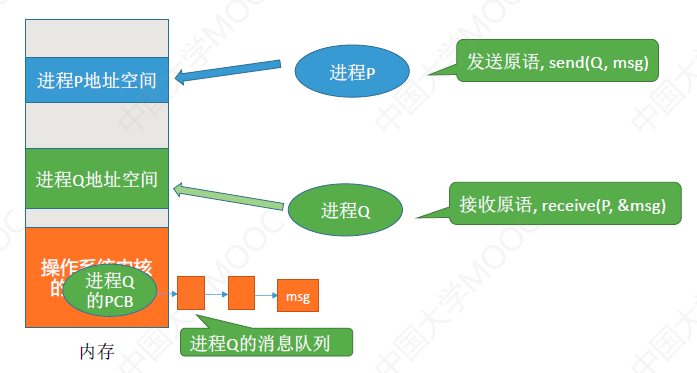 进程P地址空间
进程P
发送原语, send(Q, msg)
进程Q地址空间
进程Q
接收原语, receive(P, &msg)
操作系统内核
的
进程Q
的PCB
msg
进程Q的消息队列
内存
中国大学MOOC